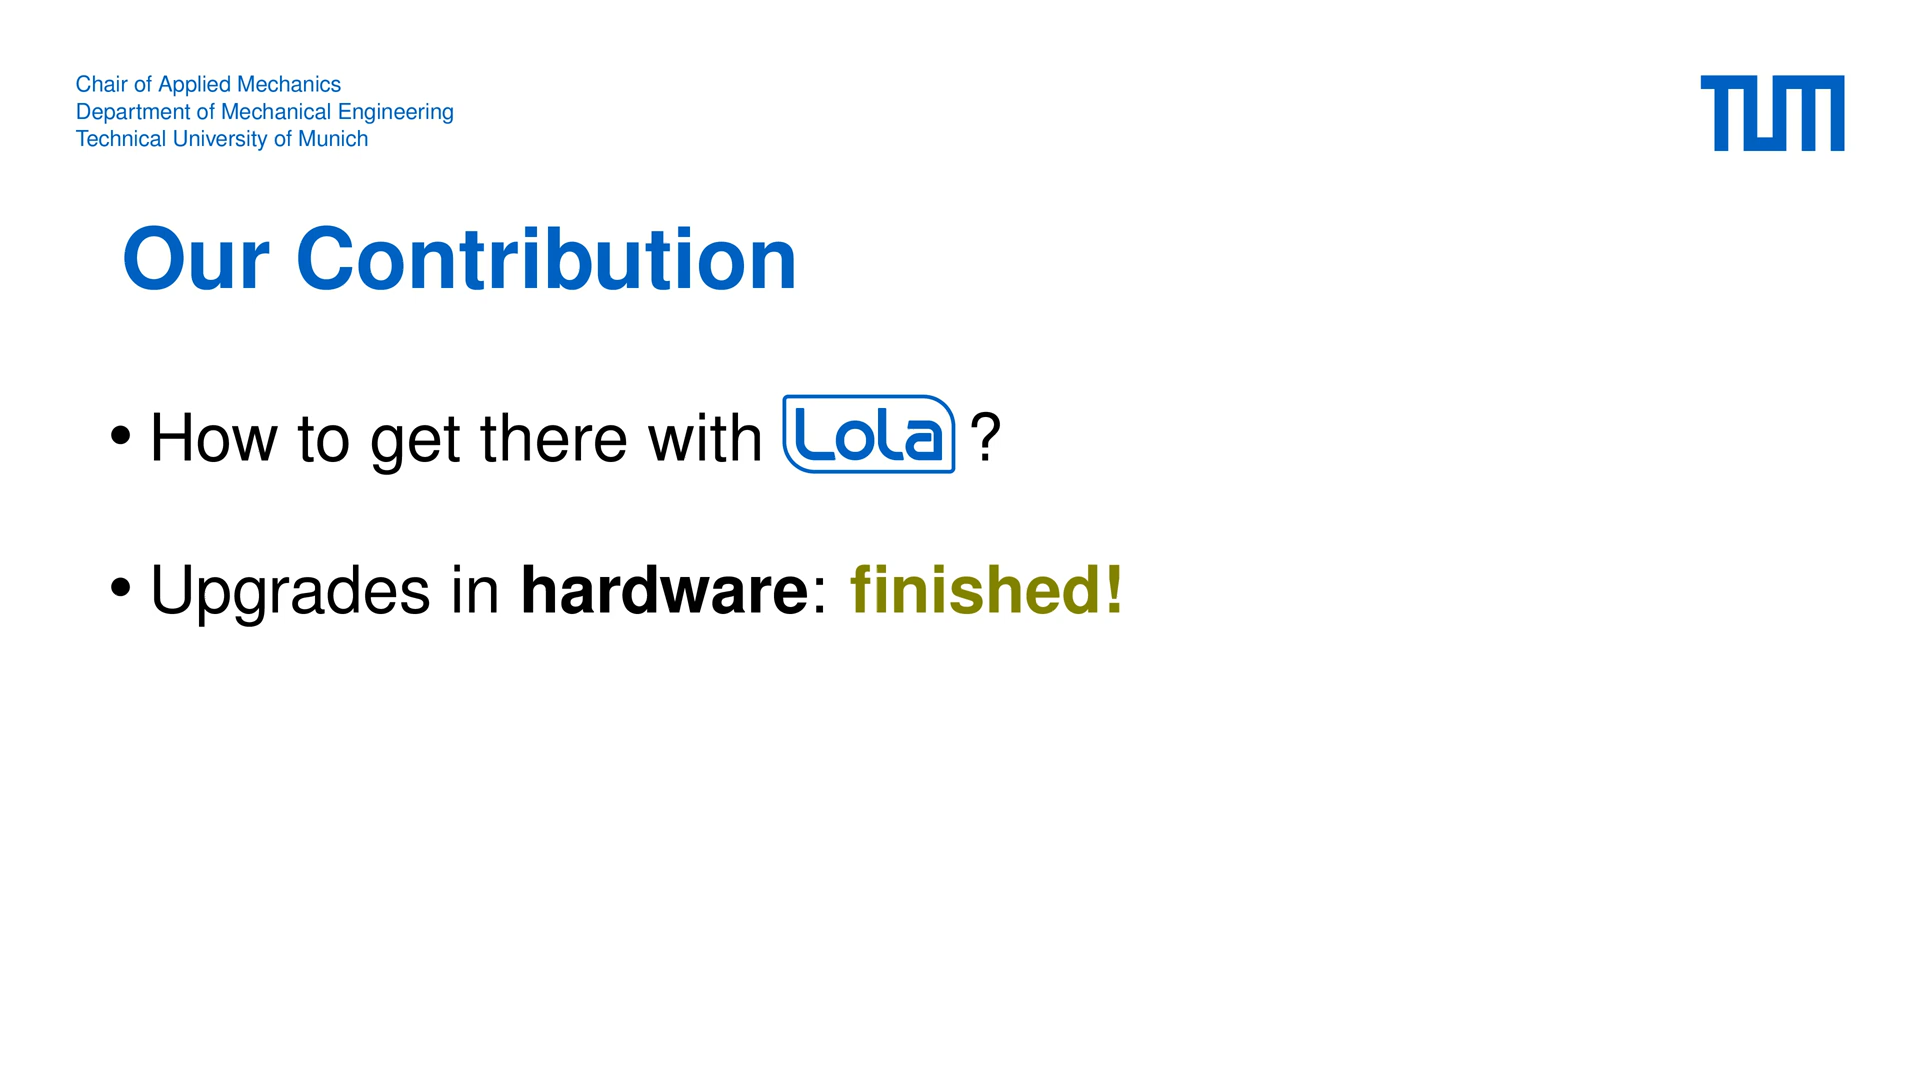 Chair of Applied Mechanics
Department of Mechanical Engineering
Technical University of Munich
TUM
Our Contribution
• How to get there with Lola ?
• Upgrades in hardware: finished!